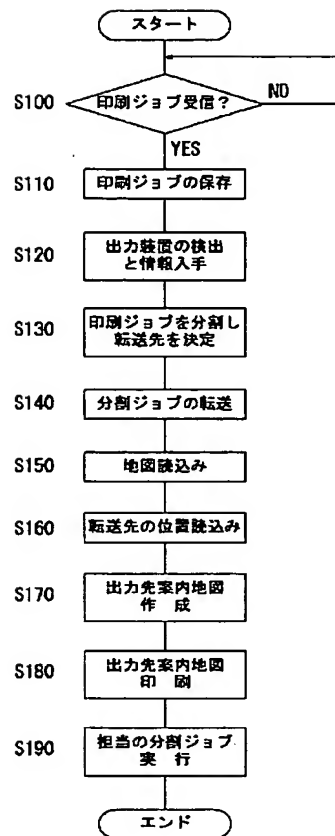 スタート
S100 印刷ジョブ受信? NO
YES
S110 印刷ジョブの保存
S120 出力装置の検出
と情報入手
S130 印刷ジョブを分割し
転送先を決定
S140 分割ジョブの転送
S150 地図読込み
S160 転送先の位置読込み
S170 出力先案内地図
作 成
S180 出力先案内地図
印 刷
S190 担当の分割ジョブ
実 行
エンド